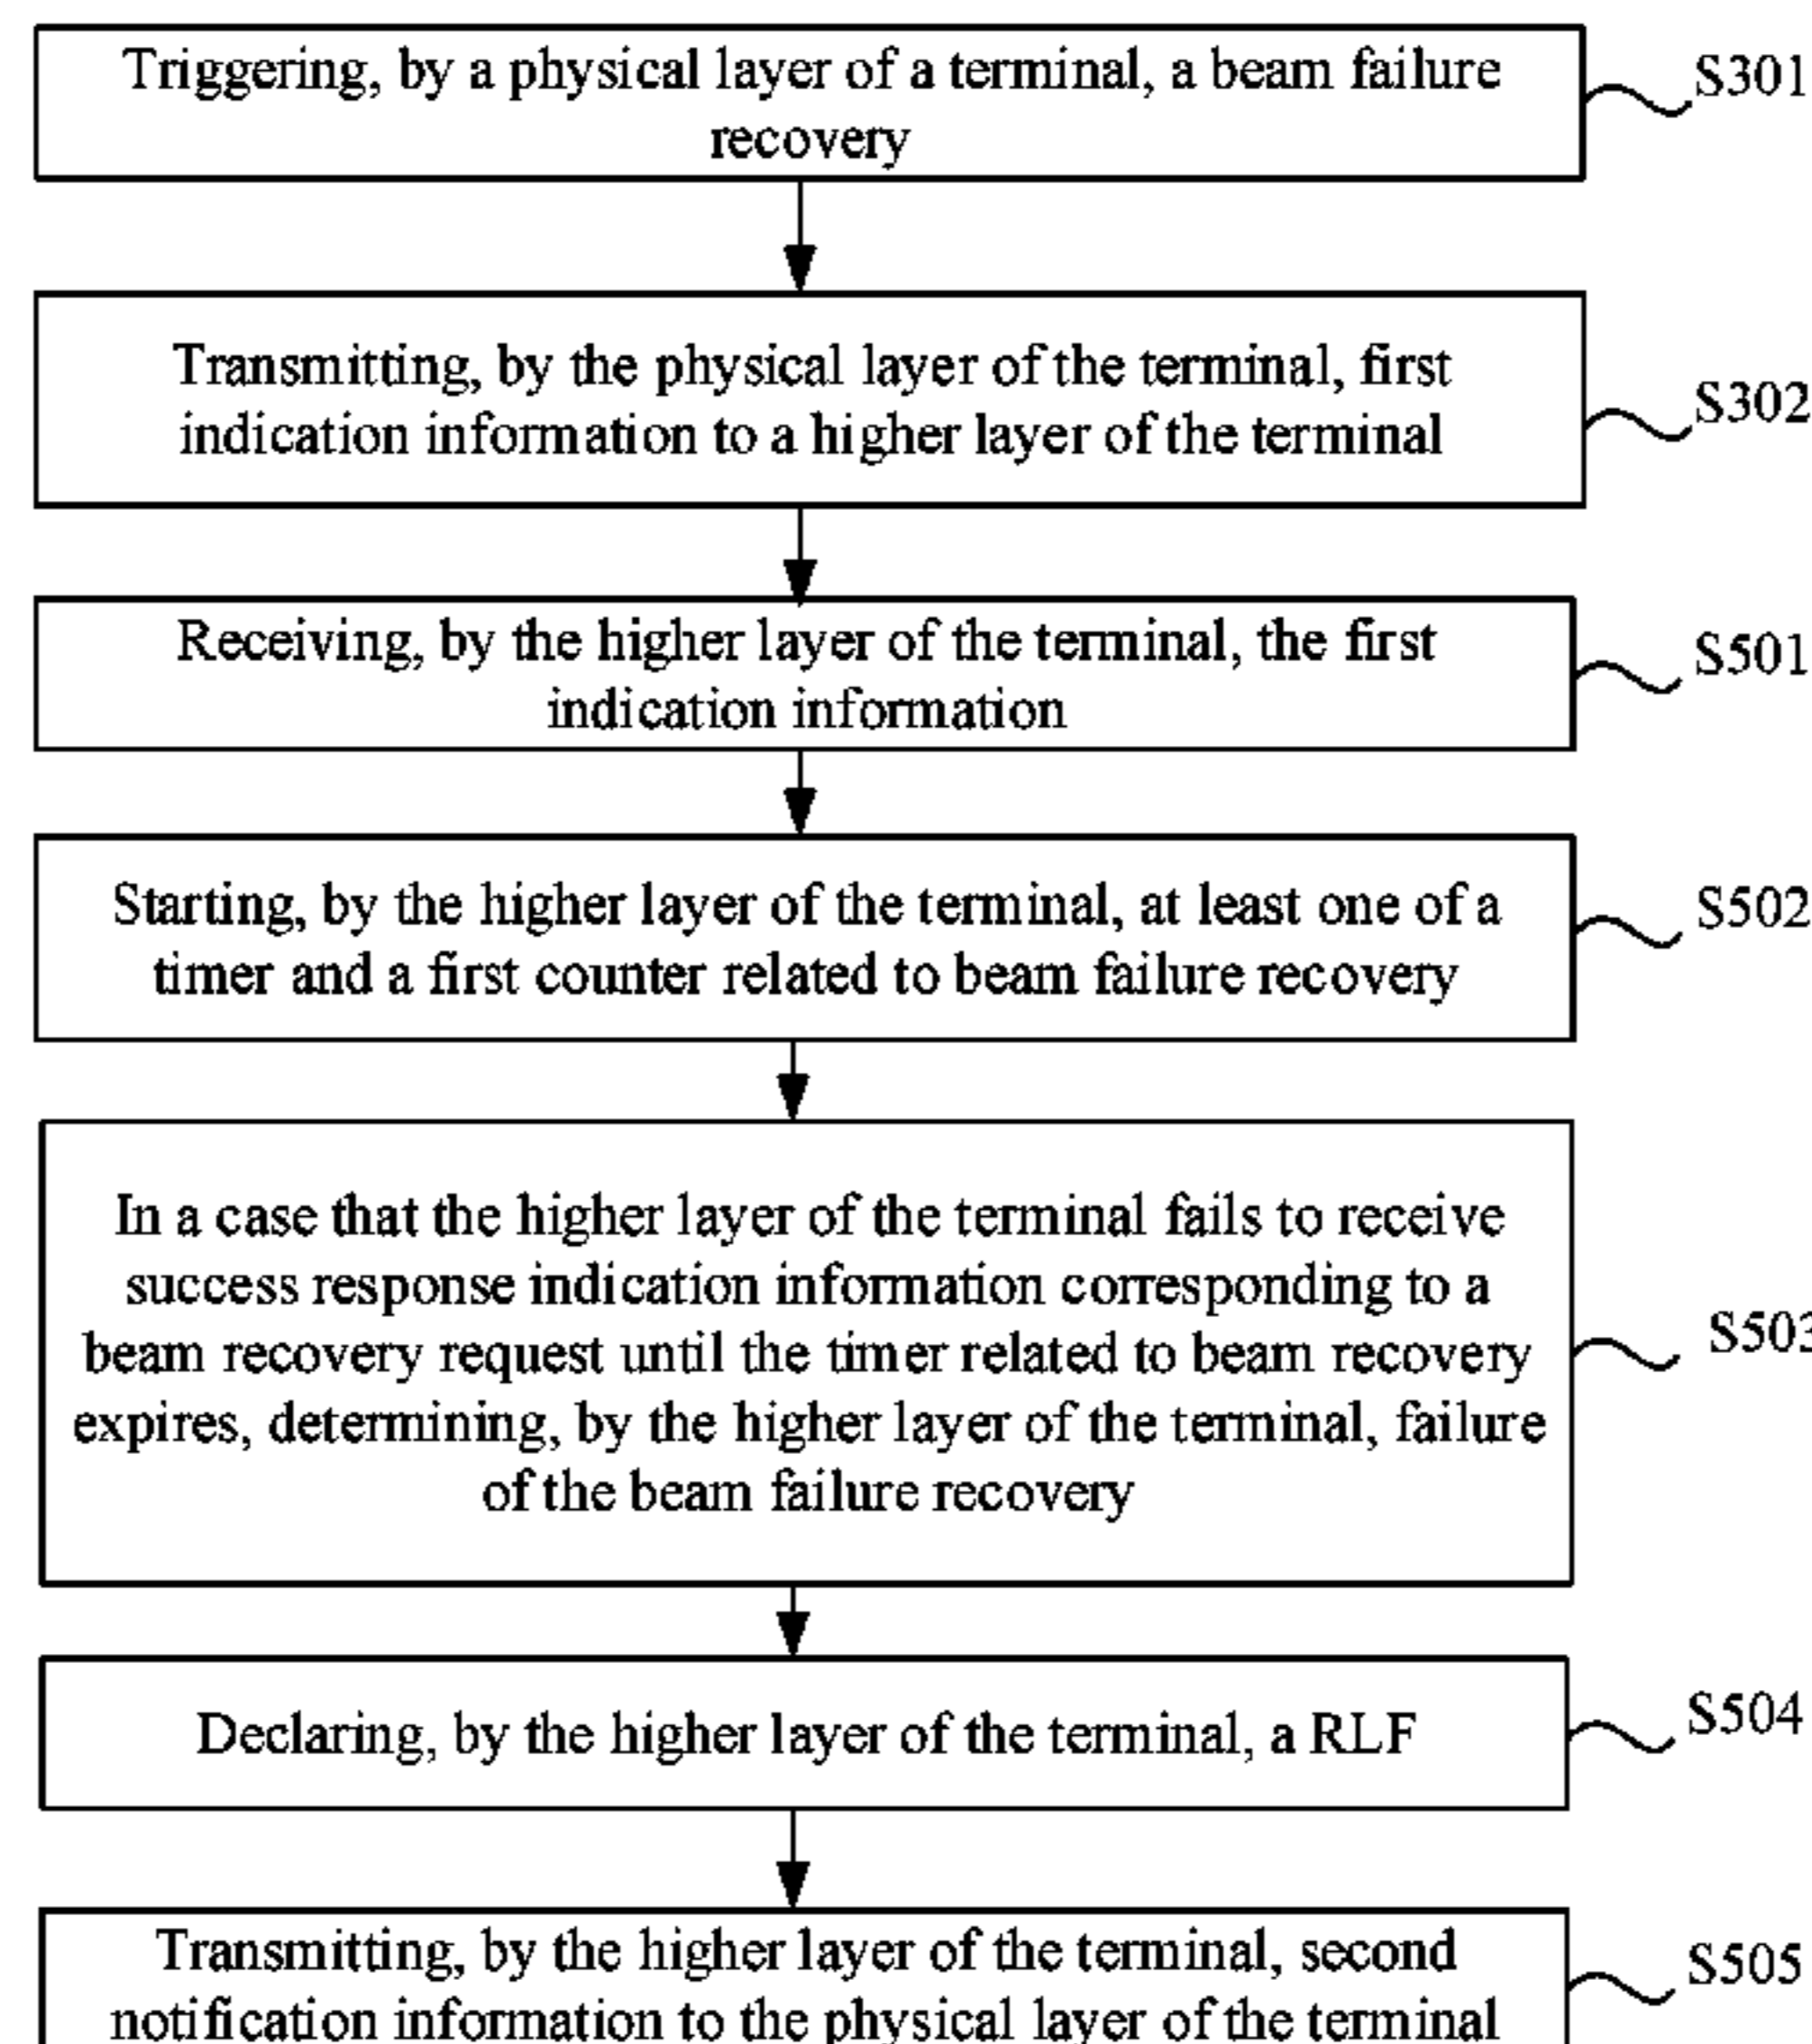 Triggering, by a physical layer of a terminal, a beam failure
recovery
S301
Transmitting, by the physical layer of the terminal, first
indication information to a higher layer of the terminal
S302
Receiving, by the higher layer of the terminal, the first
indication information
S501
Starting, by the higher layer of the terminal, at least one of a
timer and a first counter related to beam failure recovery
S502
In a case that the higher layer of the terminal fails to receive
success response indication information corresponding to a
beam recovery request until the timer related to beam recovery
expires, determining, by the higher layer of the terminal, failure
of the beam failure recovery
S503
Declaring, by the higher layer of the terminal, a RLF
S504
Transmitting, by the higher layer of the terminal, second
notification information to the physical layer of the terminal
S505